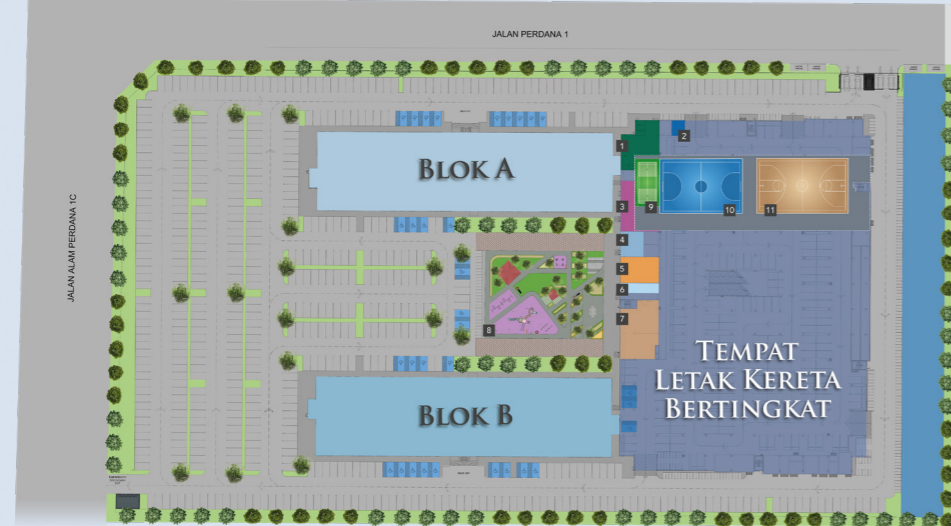 JALAN PERDANA 1
JALAN ALAM PERDANA 1C
BLOK A
1
2
3
9
10
11
4
5
6
7
8
TEMPAT
LETAK KERETA
BERTINGKAT
BLOK B